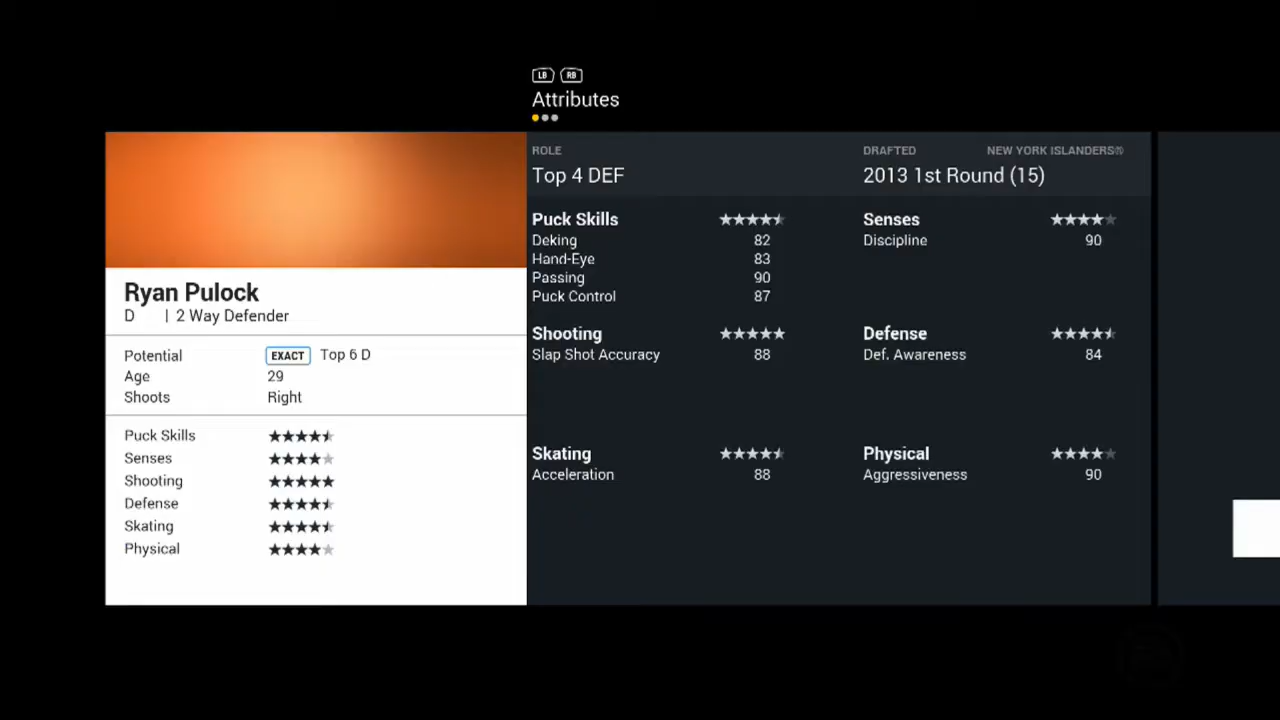 LB RB
Attributes
ROLE DRAFTED NEW YORK ISLANDERS®
Top 4 DEF 2013 1st Round (15)
Ryan Pulock
D | 2 Way Defender
Potential EXACT Top 6 D
Age 29
Shoots Right
Puck Skills
Senses
Shooting
Defense
Skating
Physical
Puck Skills
Deking 82
Hand-Eye 83
Passing 90
Puck Control 87
Senses
Discipline 90
Shooting
Slap Shot Accuracy 88
Defense
Def. Awareness 84
Skating
Acceleration 88
Physical
Aggressiveness 90